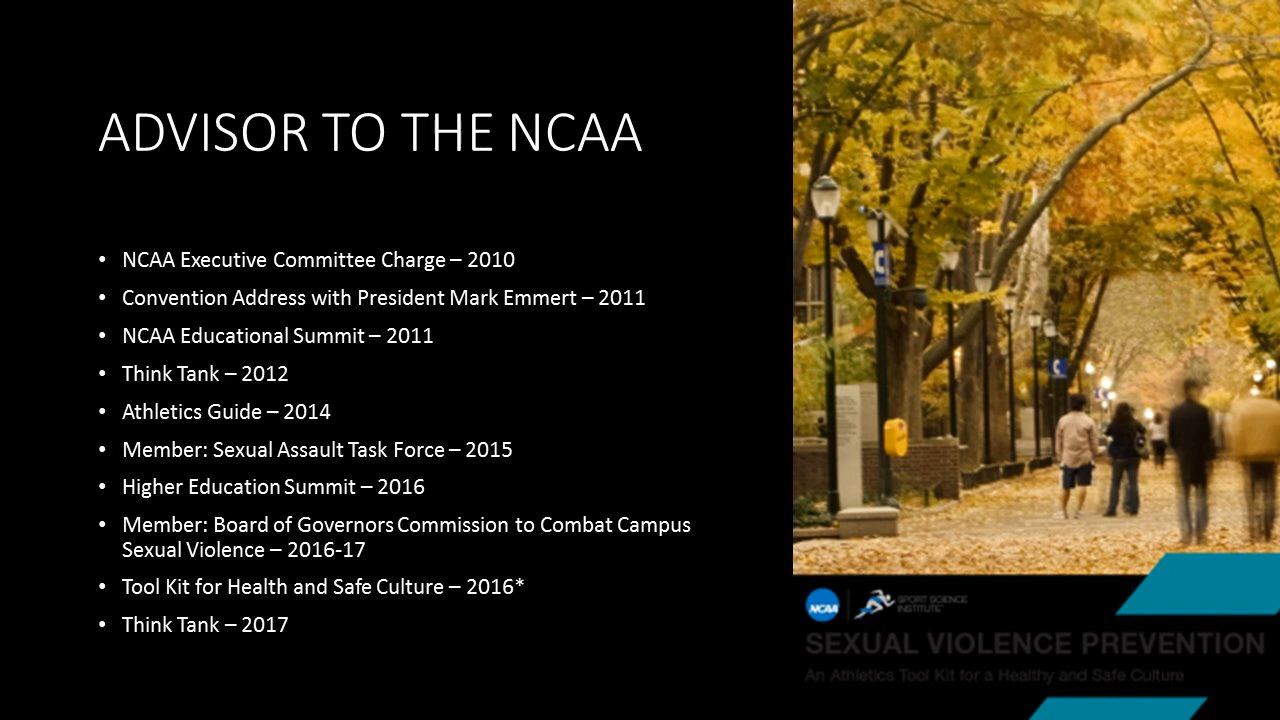 ADVISOR TO THE NCAA
• NCAA Executive Committee Charge – 2010
• Convention Address with President Mark Emmert – 2011
• NCAA Educational Summit – 2011
• Think Tank – 2012
• Athletics Guide – 2014
• Member: Sexual Assault Task Force – 2015
• Higher Education Summit – 2016
• Member: Board of Governors Commission to Combat Campus
Sexual Violence – 2016-17
• Tool Kit for Health and Safe Culture – 2016*
• Think Tank – 2017
NCAA
SPORT SCIENCE
INSTITUTE™
SEXUAL VIOLENCE PREVENTION
An Athletics Tool Kit for a Healthy and Safe Culture